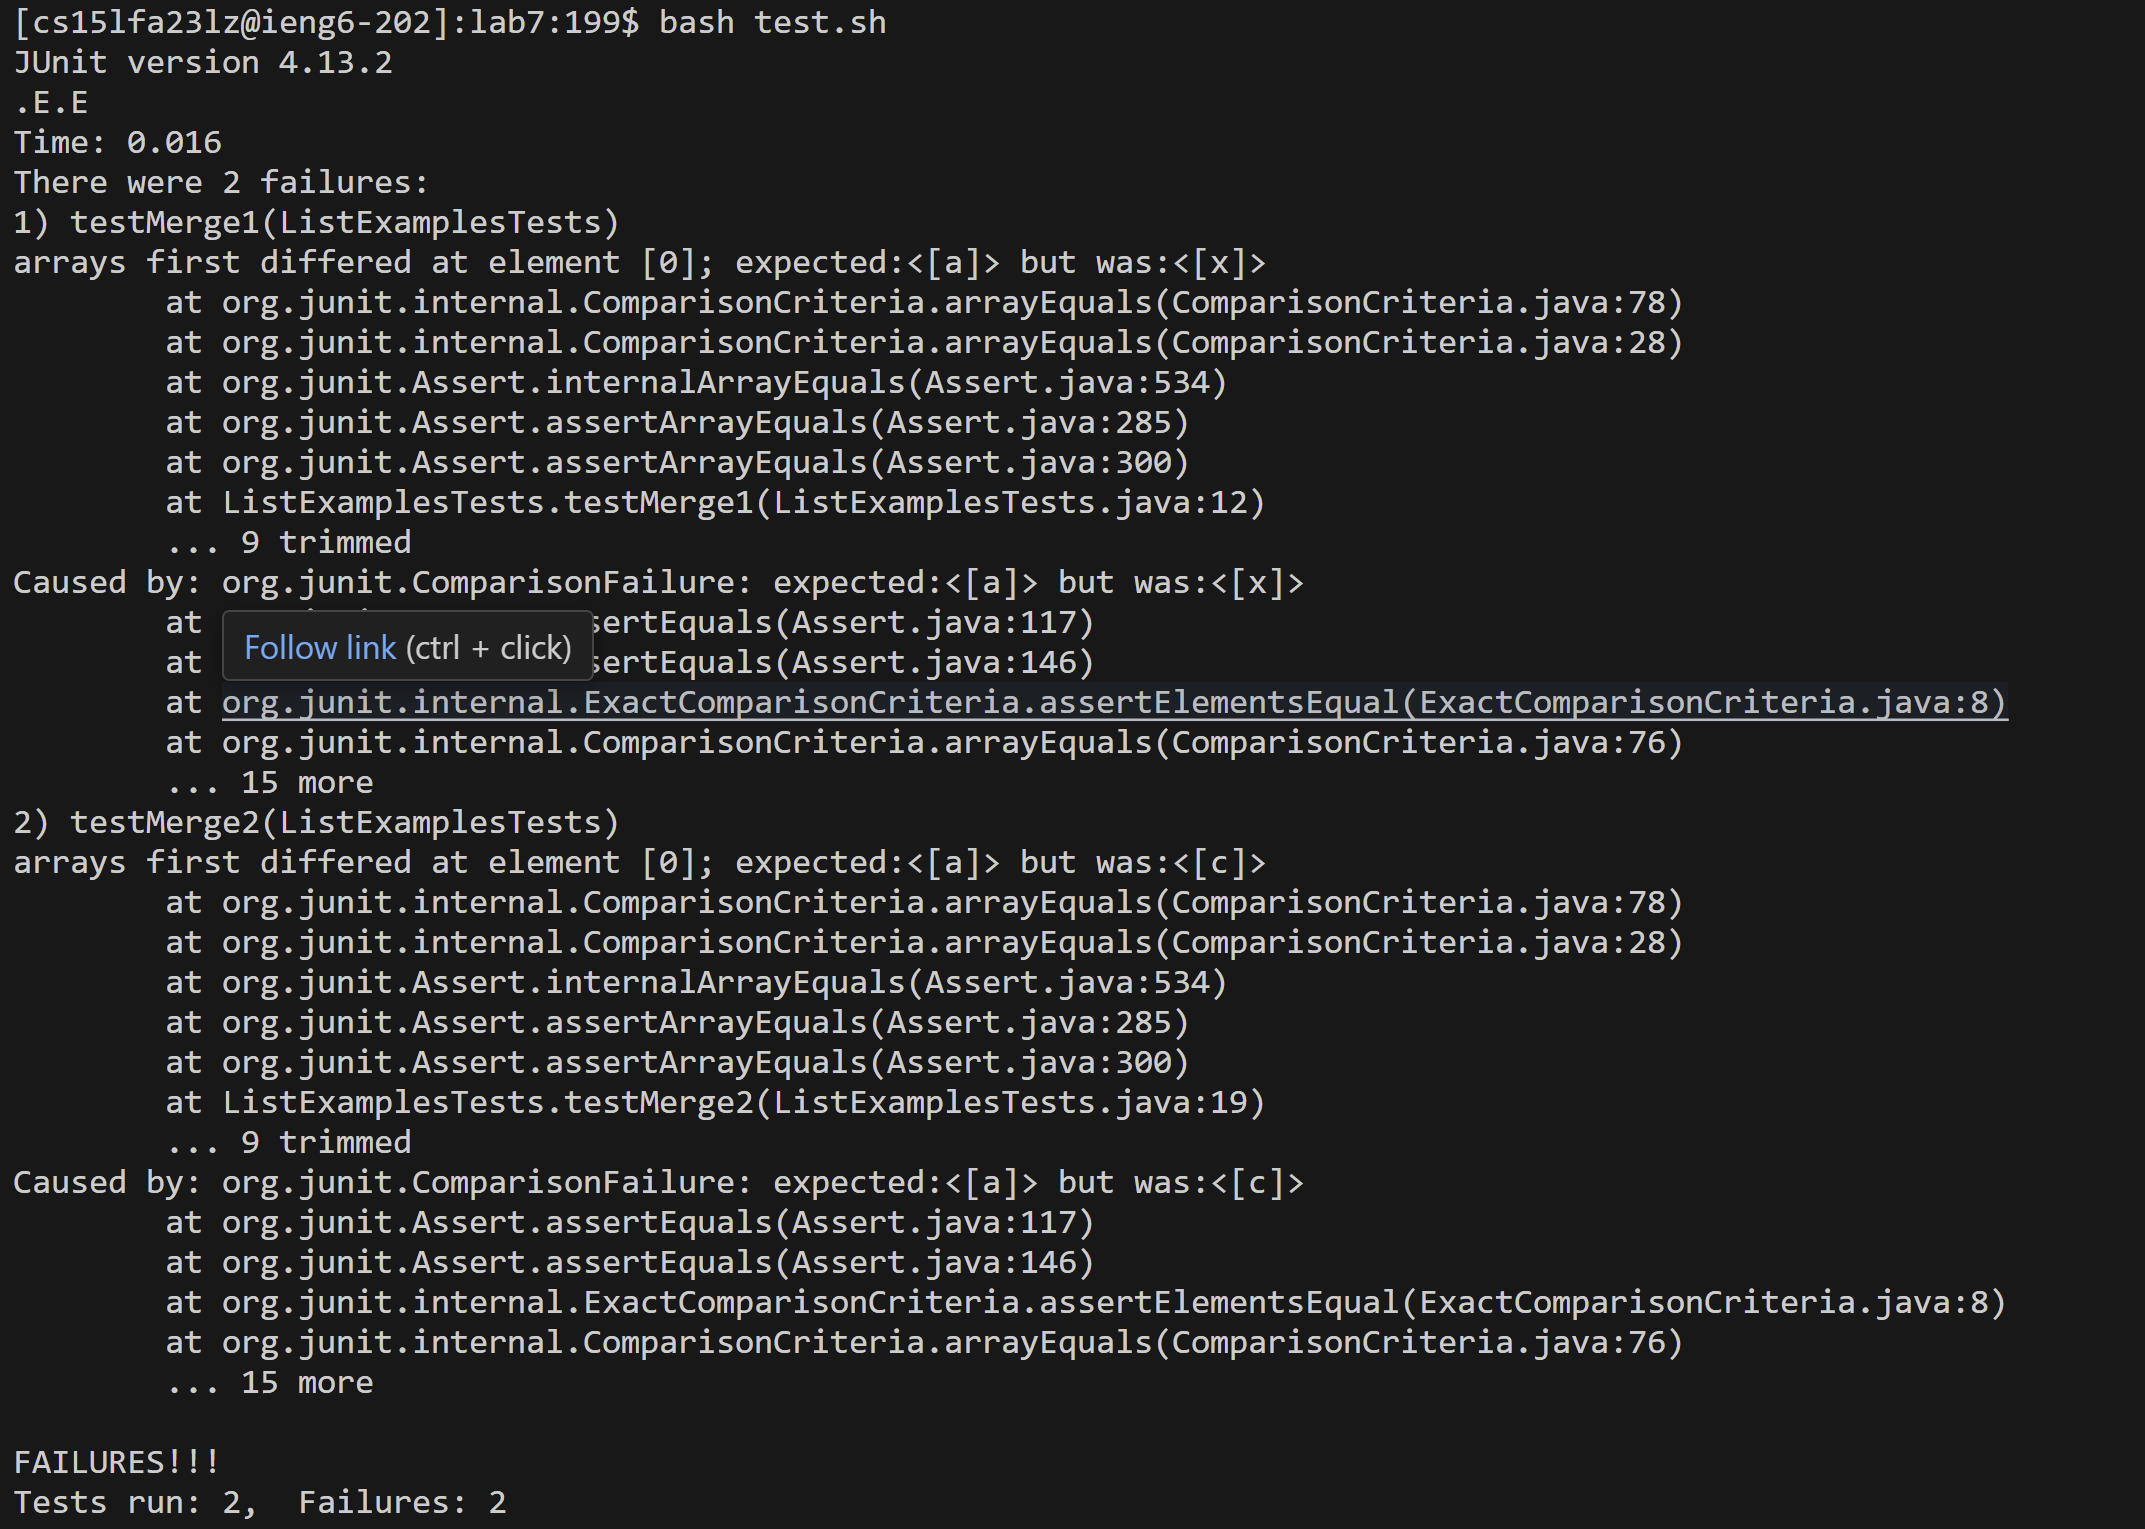 [cs15lfa23lz@ieng6-202]:lab7:199$ bash test.sh
JUnit version 4.13.2
.E.E
Time: 0.016
There were 2 failures:
1) testMerge1(ListExamplesTests)
arrays first differed at element [0]; expected:<[a]> but was:<[x]>
        at org.junit.internal.ComparisonCriteria.arrayEquals(ComparisonCriteria.java:78)
        at org.junit.internal.ComparisonCriteria.arrayEquals(ComparisonCriteria.java:28)
        at org.junit.Assert.internalArrayEquals(Assert.java:534)
        at org.junit.Assert.assertArrayEquals(Assert.java:285)
        at org.junit.Assert.assertArrayEquals(Assert.java:300)
        at ListExamplesTests.testMerge1(ListExamplesTests.java:12)
        ... 9 trimmed
Caused by: org.junit.ComparisonFailure: expected:<[a]> but was:<[x]>
        at sertEquals(Assert.java:117)
Follow link (ctrl + click)
        at sertEquals(Assert.java:146)
        at org.junit.internal.ExactComparisonCriteria.assertElementsEqual(ExactComparisonCriteria.java:8)
        at org.junit.internal.ComparisonCriteria.arrayEquals(ComparisonCriteria.java:76)
        ... 15 more
2) testMerge2(ListExamplesTests)
arrays first differed at element [0]; expected:<[a]> but was:<[c]>
        at org.junit.internal.ComparisonCriteria.arrayEquals(ComparisonCriteria.java:78)
        at org.junit.internal.ComparisonCriteria.arrayEquals(ComparisonCriteria.java:28)
        at org.junit.Assert.internalArrayEquals(Assert.java:534)
        at org.junit.Assert.assertArrayEquals(Assert.java:285)
        at org.junit.Assert.assertArrayEquals(Assert.java:300)
        at ListExamplesTests.testMerge2(ListExamplesTests.java:19)
        ... 9 trimmed
Caused by: org.junit.ComparisonFailure: expected:<[a]> but was:<[c]>
        at org.junit.Assert.assertEquals(Assert.java:117)
        at org.junit.Assert.assertEquals(Assert.java:146)
        at org.junit.internal.ExactComparisonCriteria.assertElementsEqual(ExactComparisonCriteria.java:8)
        at org.junit.internal.ComparisonCriteria.arrayEquals(ComparisonCriteria.java:76)
        ... 15 more

FAILURES!!!
Tests run: 2,  Failures: 2